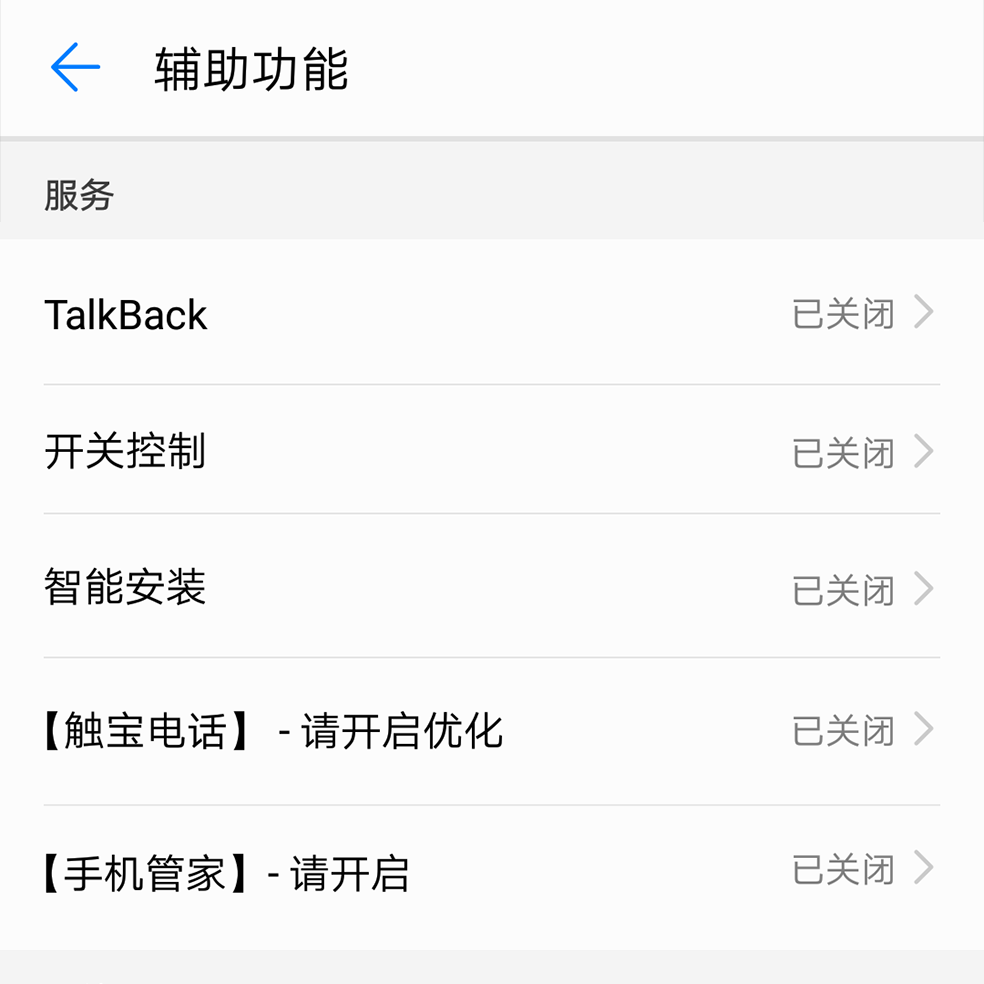 辅助功能
服务
TalkBack 已关闭
开关控制 已关闭
智能安装 已关闭
【触宝电话】 - 请开启优化 已关闭
【手机管家】- 请开启 已关闭